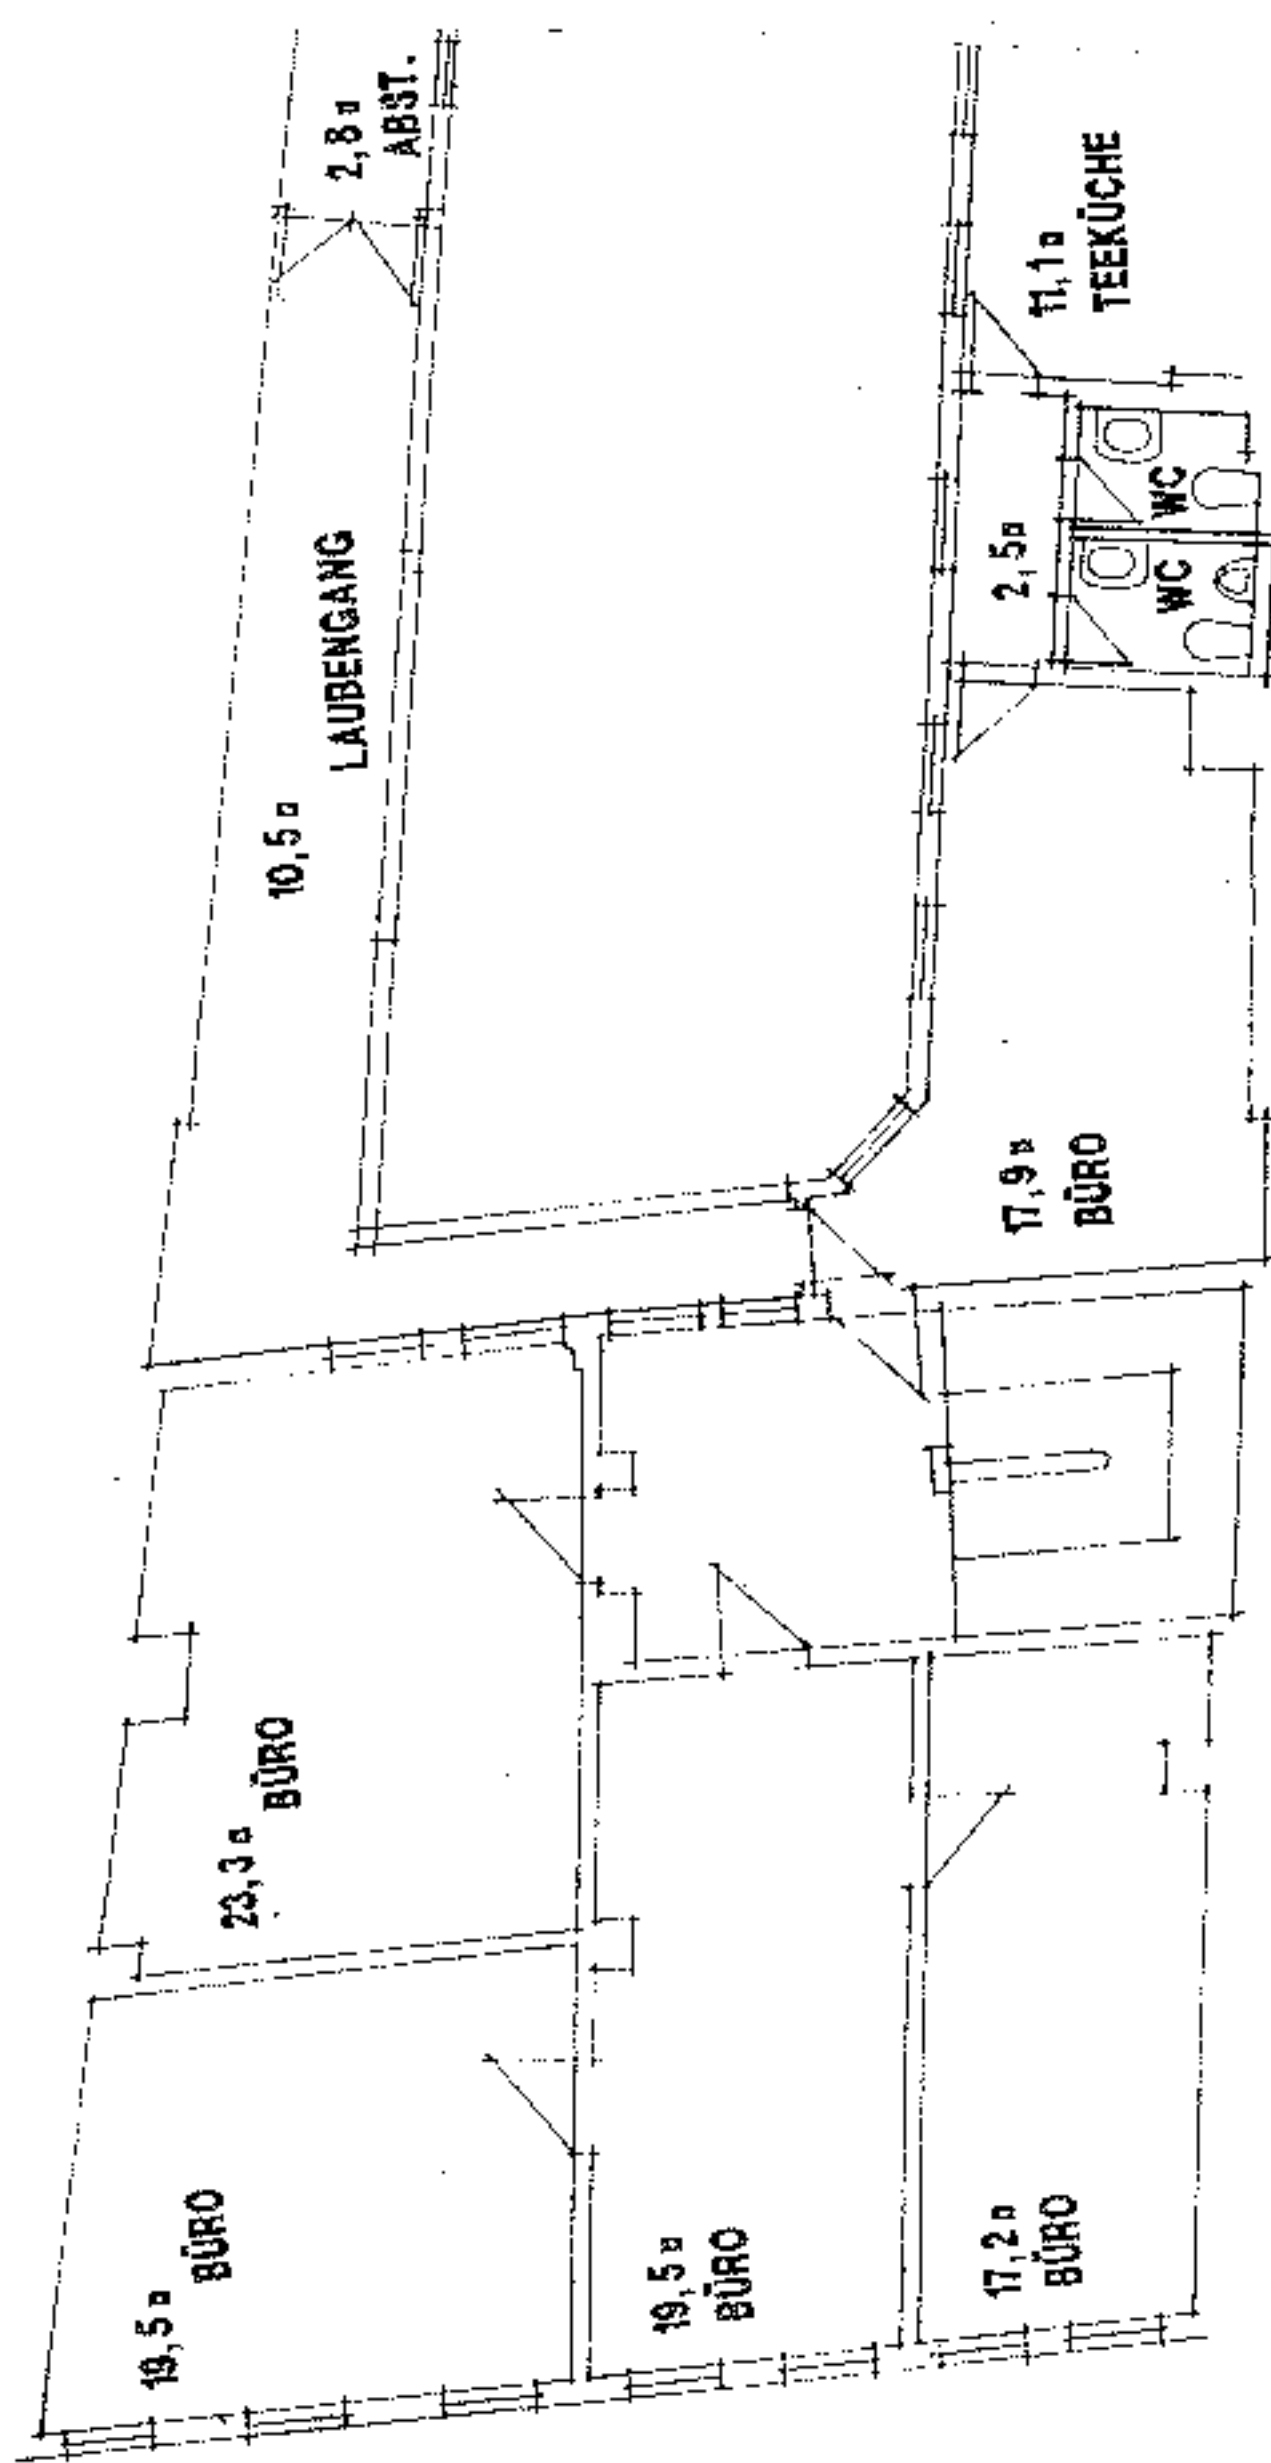 19,5□
BÜRO
23,3□
BÜRO
10,5□
LAUBENGANG
2,8□
ABST.
19,5□
BÜRO
17,2□
BÜRO
17,9□
BÜRO
2,5□
WC
WC
11,1□
TEEKÜCHE